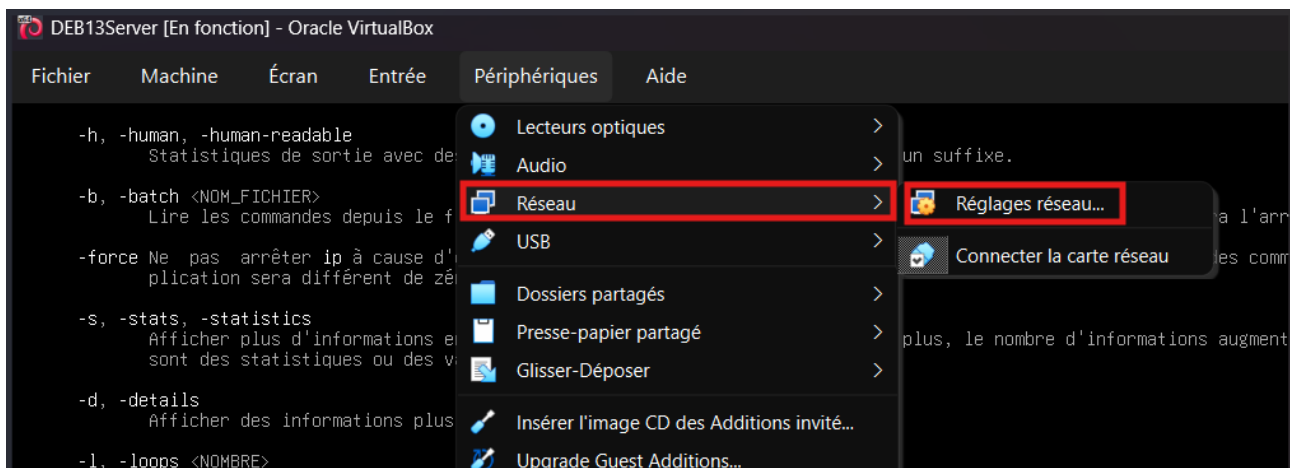 DEB13Server [En fonction] - Oracle VirtualBox
Fichier Machine Écran Entrée Périphériques Aide
-h, -human, -human-readable
Statistiques de sortie avec de un suffixe.
-b, -batch <NOM_FICHIER>
Lire les commandes depuis le f a l'arr
-force Ne pas arrêter ip à cause d' des comm
plication sera différent de zé
-s, -stats, -statistics
Afficher plus d'informations e plus, le nombre d'informations augment
sont des statistiques ou des v
-d, -details
Afficher des informations plus
-l, -loops <NOMBRE>
Lecteurs optiques
Audio
Réseau
USB
Dossiers partagés
Presse-papier partagé
Glisser-Déposer
Insérer l'image CD des Additions invité...
Upgrade Guest Additions...
Réglages réseau...
Connecter la carte réseau